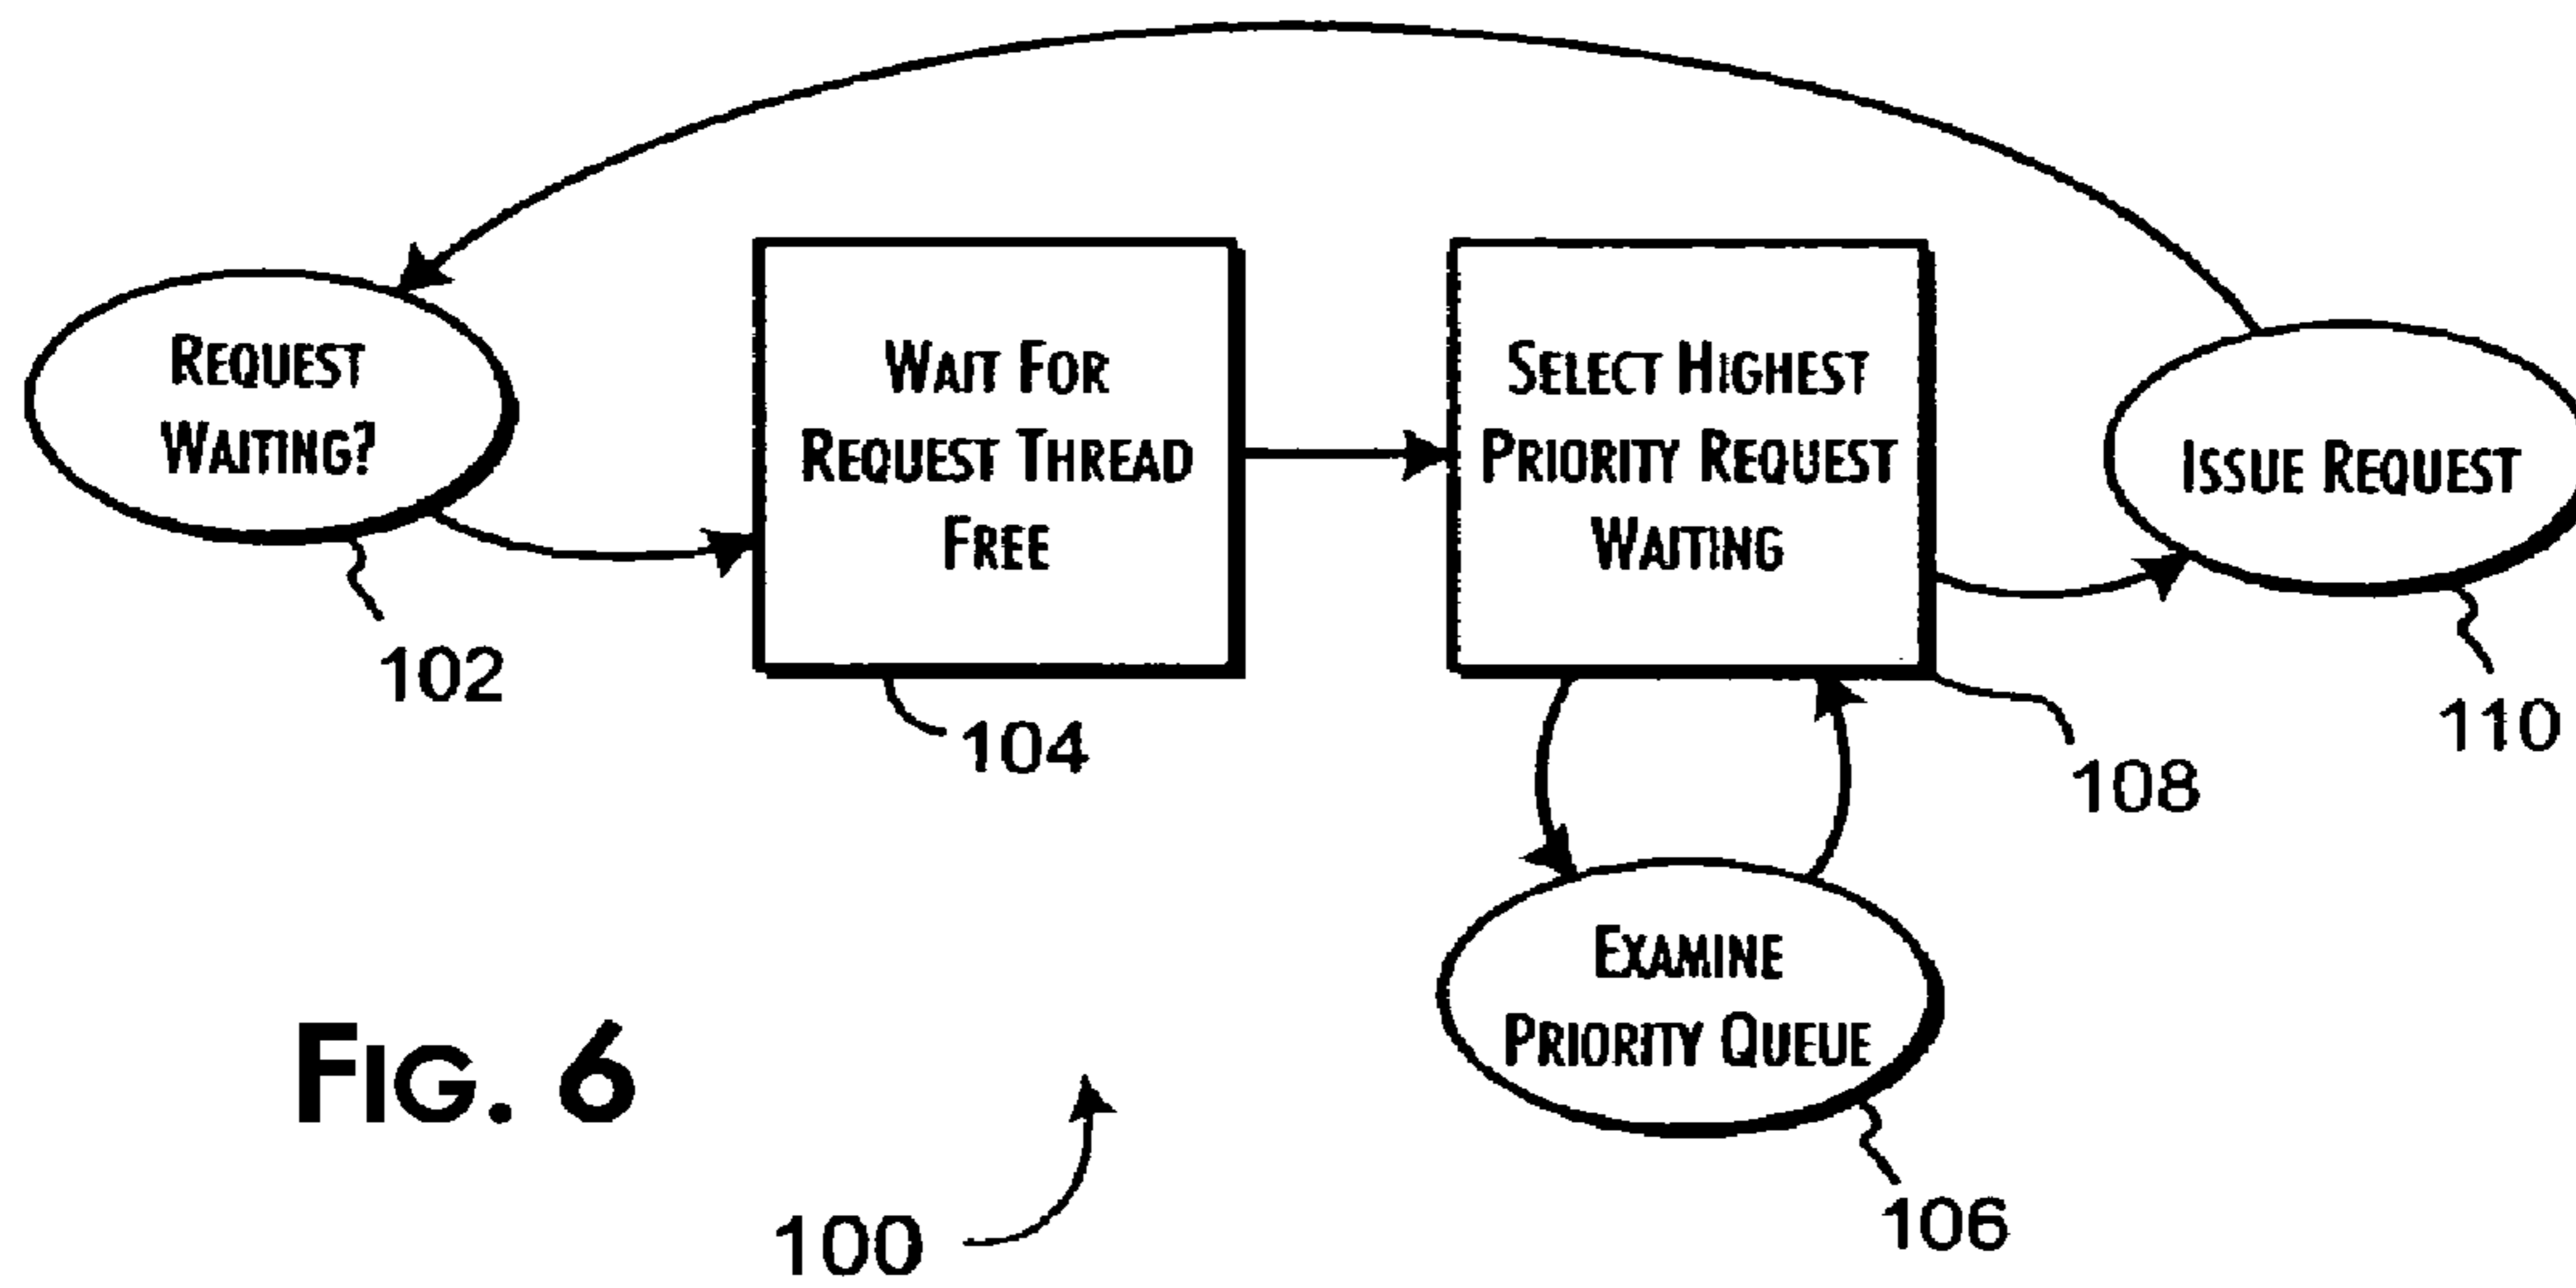 REQUEST
WAITING?
102
WAIT FOR
REQUEST THREAD
FREE
104
SELECT HIGHEST
PRIORITY REQUEST
WAITING
108
ISSUE REQUEST
110
EXAMINE
PRIORITY QUEUE
106
FIG. 6
100